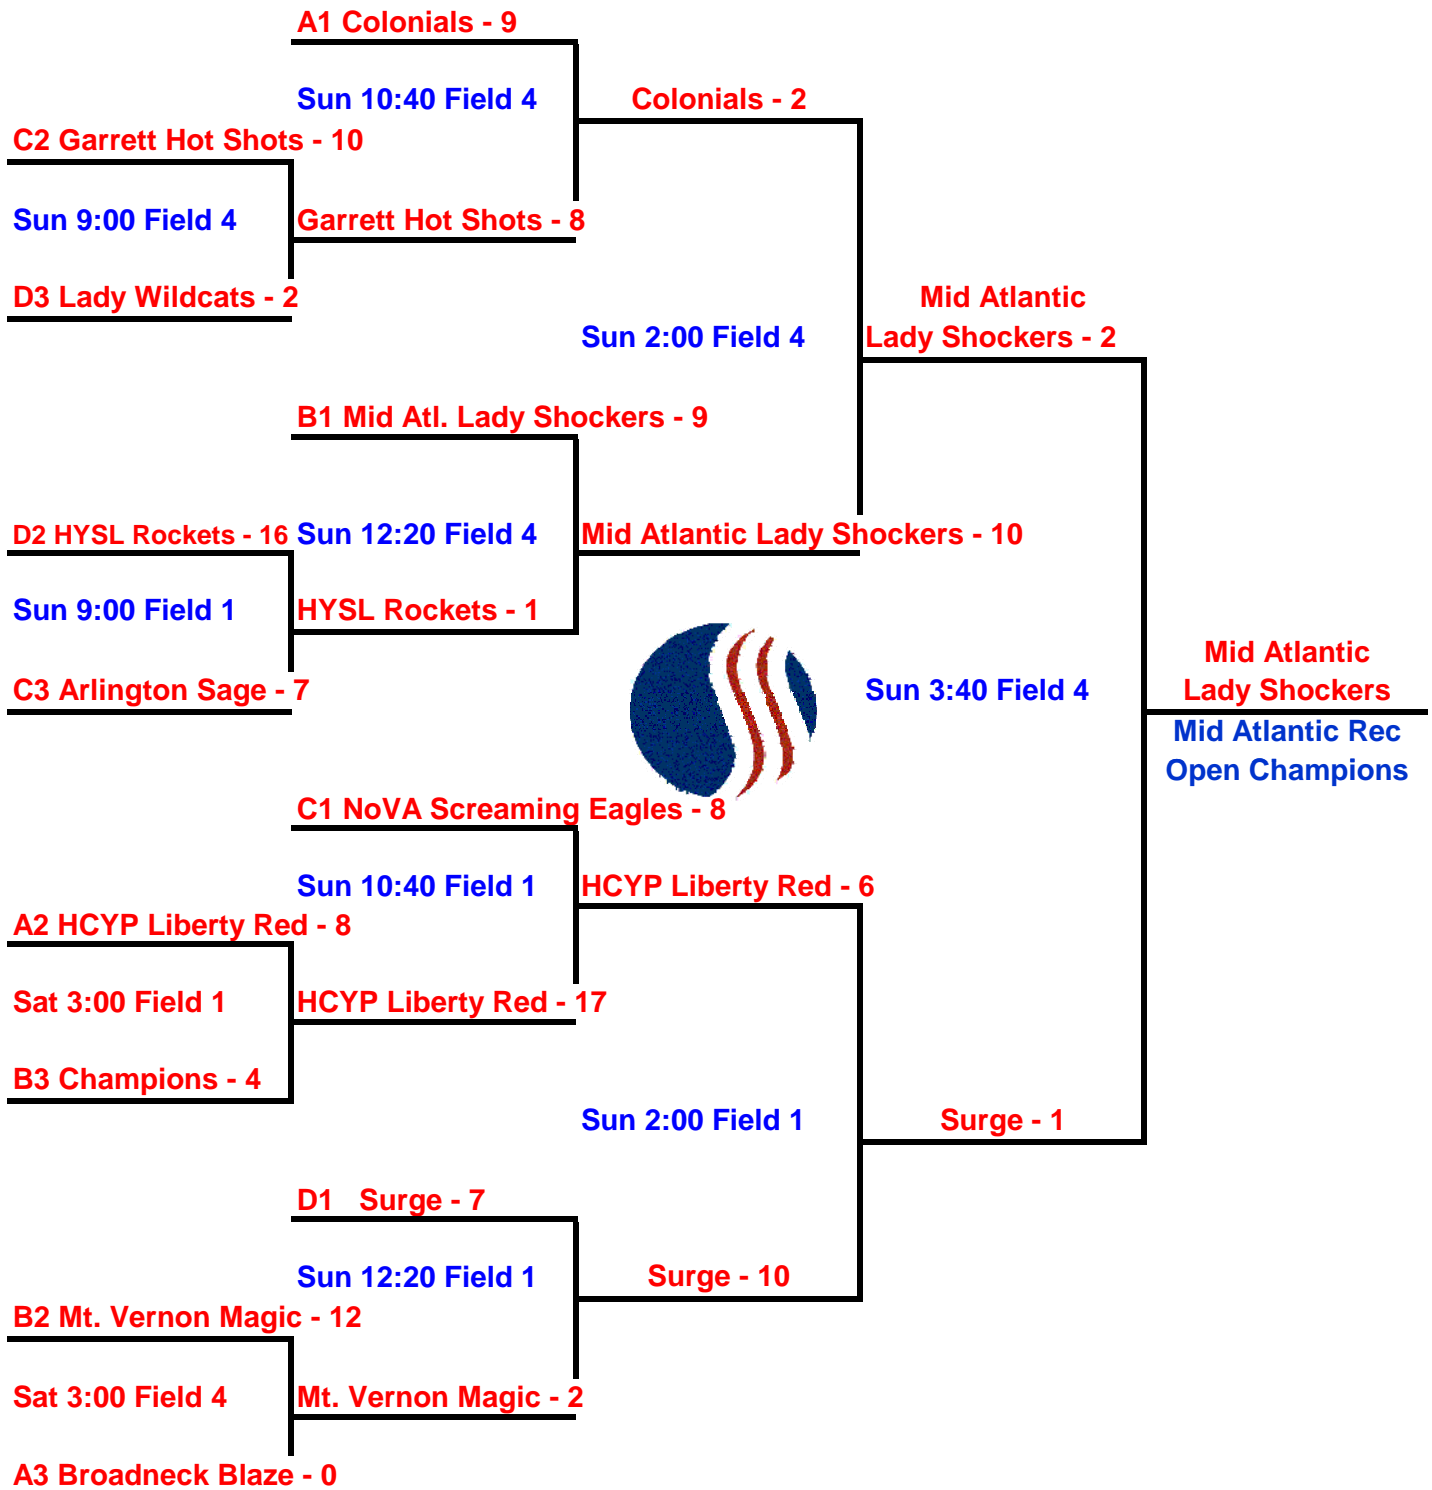 A1 Colonials - 9
Sun 10:40 Field 4
Colonials - 2
C2 Garrett Hot Shots - 10
Sun 9:00 Field 4
Garrett Hot Shots - 8
D3 Lady Wildcats - 2
Mid Atlantic
Lady Shockers - 2
Sun 2:00 Field 4
B1 Mid Atl. Lady Shockers - 9
D2 HYSL Rockets - 16
Sun 12:20 Field 4
Mid Atlantic Lady Shockers - 10
Sun 9:00 Field 1
HYSL Rockets - 1
C3 Arlington Sage - 7
Sun 3:40 Field 4
Mid Atlantic
Lady Shockers
Mid Atlantic Rec
Open Champions
C1 NoVA Screaming Eagles - 8
Sun 10:40 Field 1
HCYP Liberty Red - 6
A2 HCYP Liberty Red - 8
Sat 3:00 Field 1
HCYP Liberty Red - 17
B3 Champions - 4
Sun 2:00 Field 1
Surge - 1
D1 Surge - 7
Sun 12:20 Field 1
Surge - 10
B2 Mt. Vernon Magic - 12
Sat 3:00 Field 4
Mt. Vernon Magic - 2
A3 Broadneck Blaze - 0